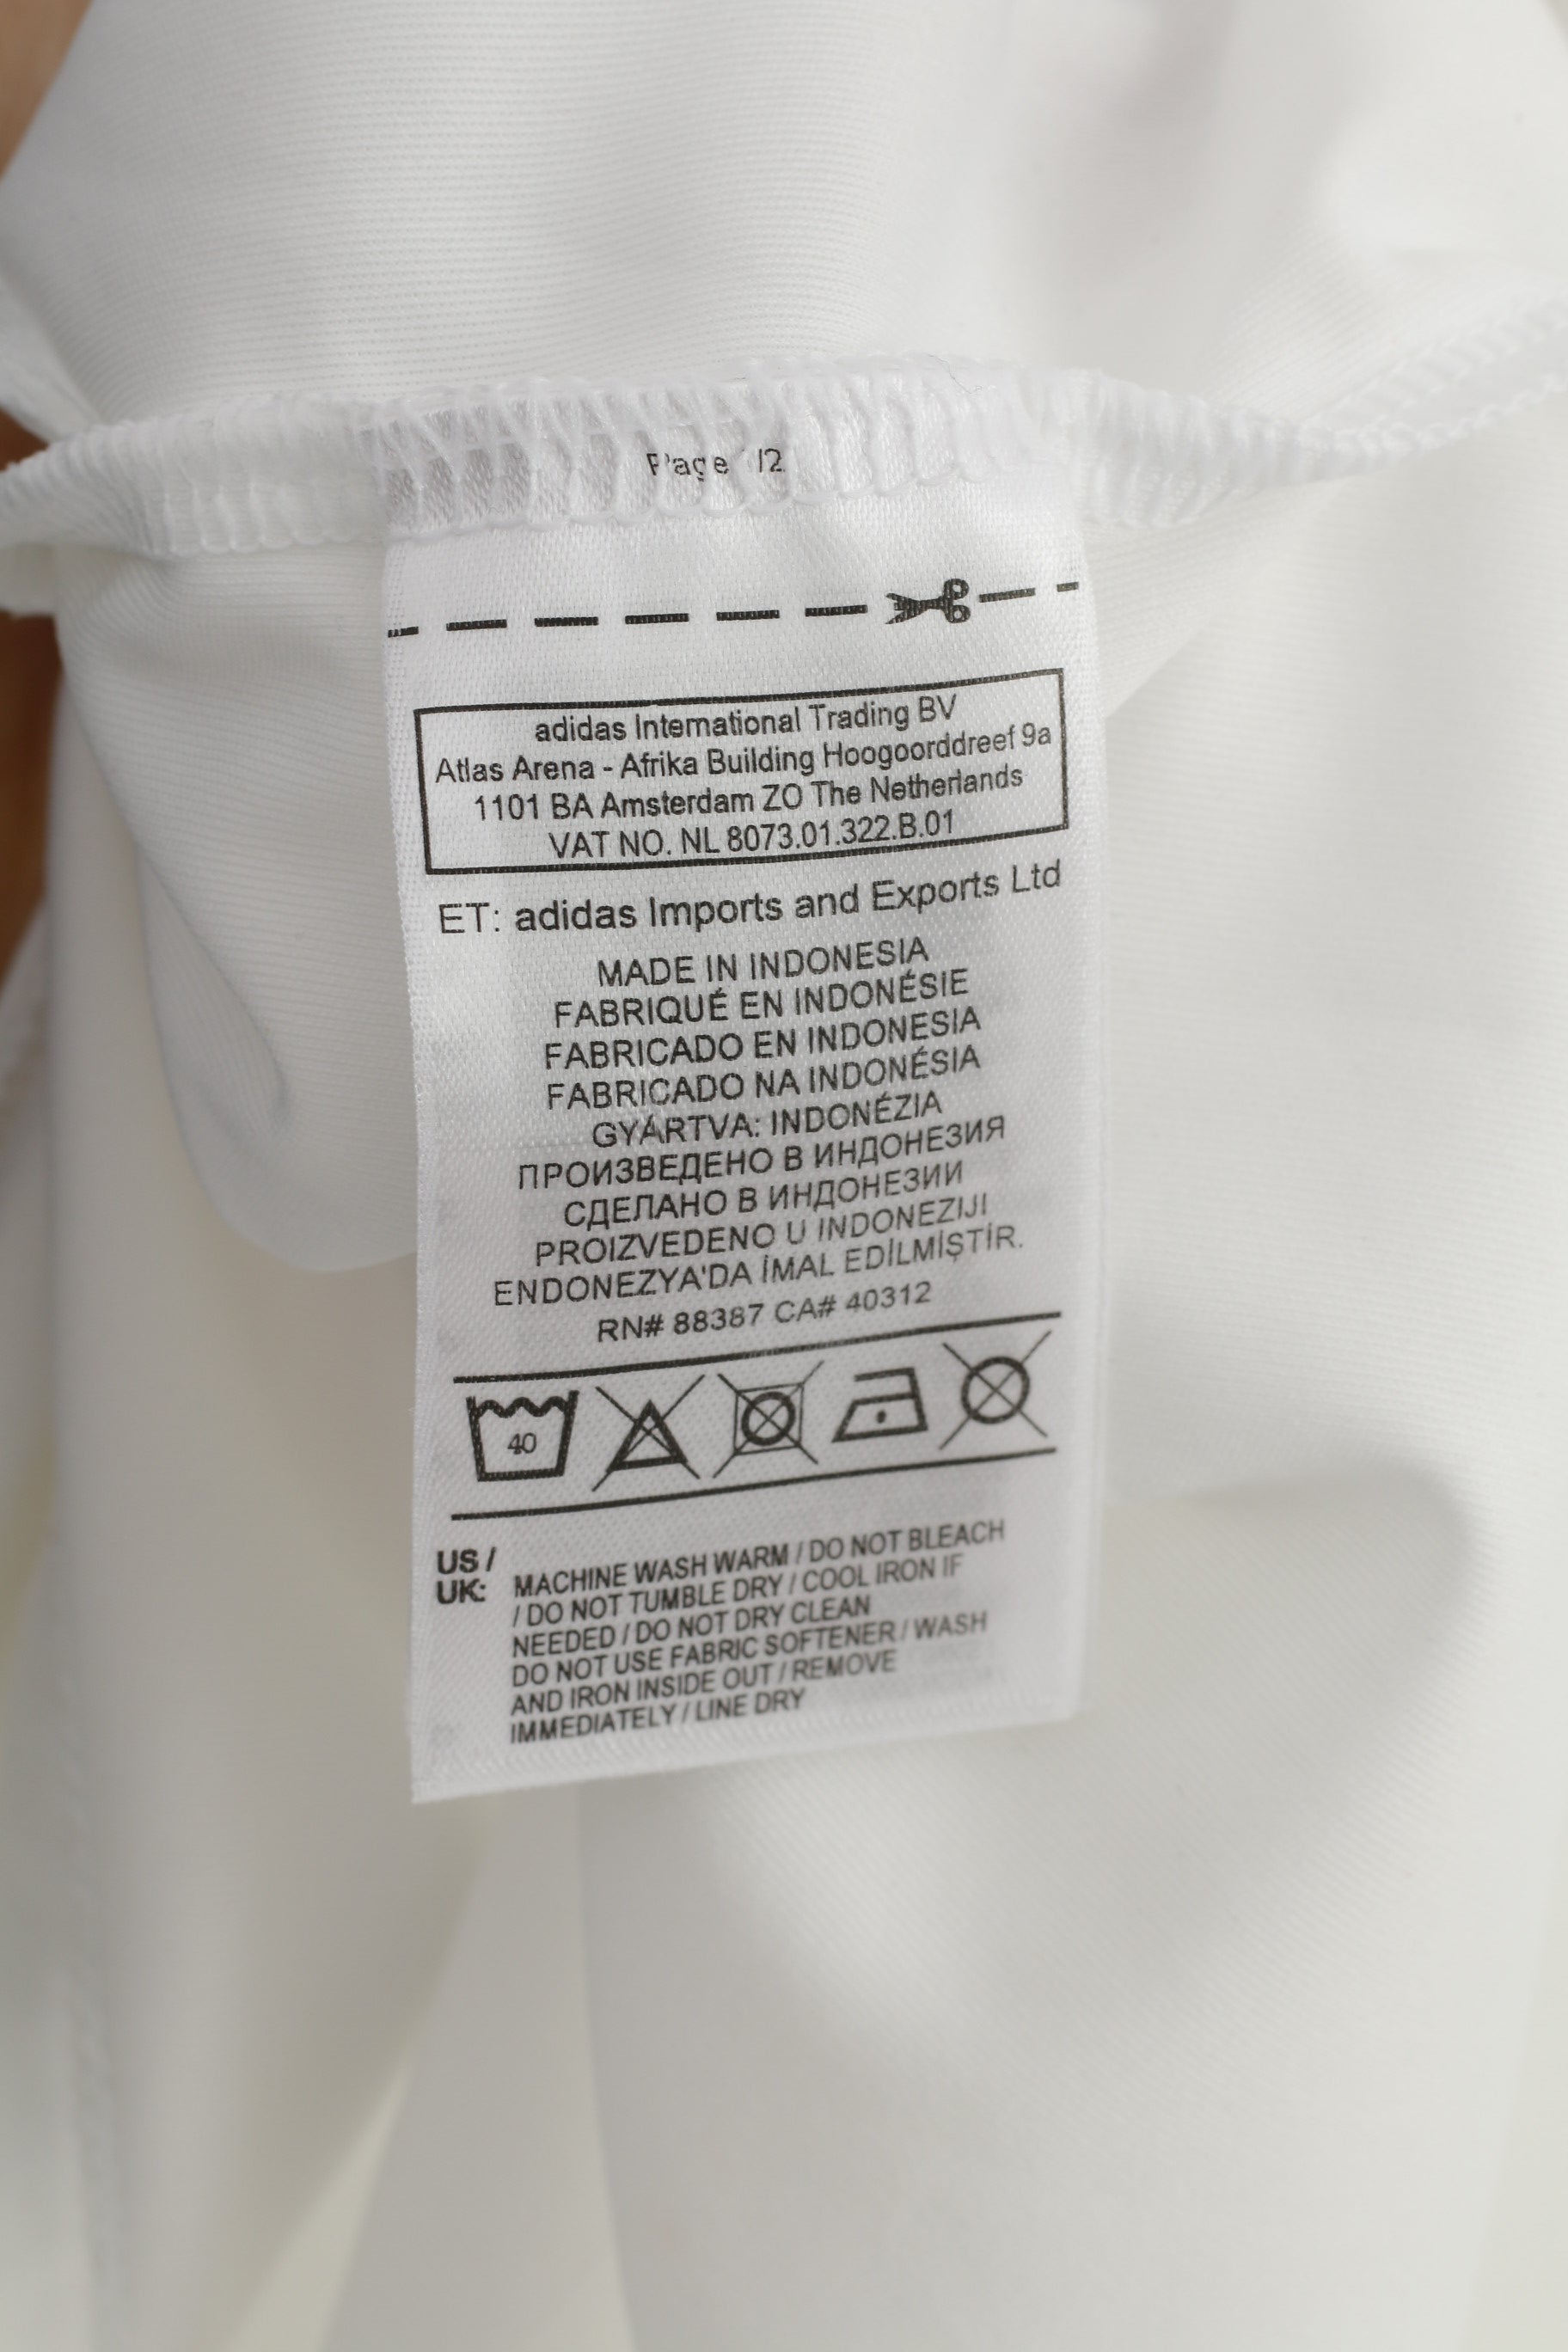 Page 1/2
adidas International Trading BV
Atlas Arena - Afrika Building Hoogoorddreef 9a
1101 BA Amsterdam ZO The Netherlands
VAT NO. NL 8073.01.322.B.01
ET: adidas Imports and Exports Ltd
MADE IN INDONESIA
FABRIQUÉ EN INDONÉSIE
FABRICADO EN INDONESIA
FABRICADO NA INDONÉSIA
GYÁRTVA: INDONÉZIA
ПРОИЗВЕДЕНО В ИНДОНЕЗИЯ
СДЕЛАНО В ИНДОНЕЗИИ
PROIZVEDENO U INDONEZIJI
ENDONEZYA'DA İMAL EDİLMİŞTİR.
RN# 88387 CA# 40312
40
US / UK: MACHINE WASH WARM / DO NOT BLEACH
/ DO NOT TUMBLE DRY / COOL IRON IF
NEEDED / DO NOT DRY CLEAN
DO NOT USE FABRIC SOFTENER / WASH
AND IRON INSIDE OUT / REMOVE
IMMEDIATELY / LINE DRY